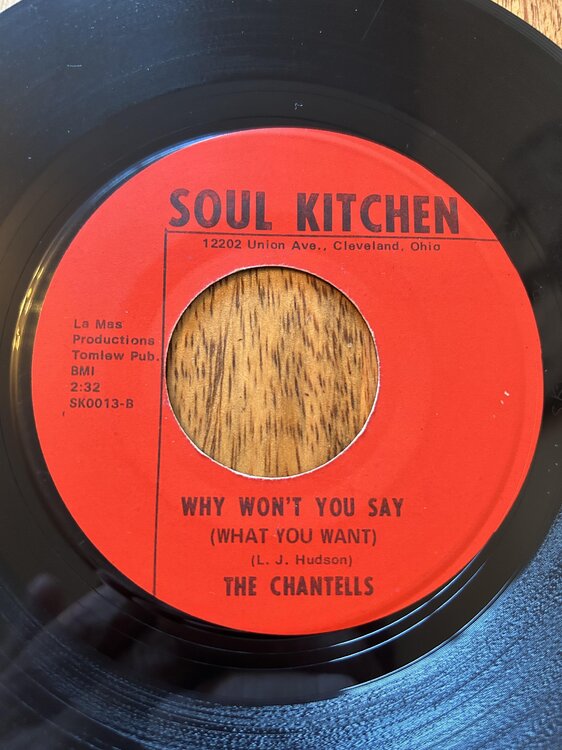 SOUL KITCHEN
12202 Union Ave., Cleveland, Ohio
La Mas
Productions
Tomlew Pub.
BMI
2:32
SK0013-B
WHY WON'T YOU SAY
(WHAT YOU WANT)
(L. J. Hudson)
THE CHANTELLS